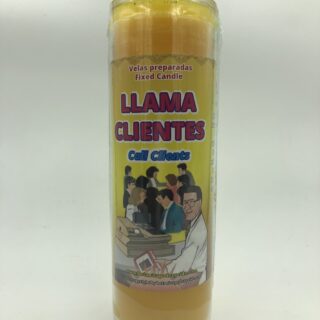 Velas preparadas
Fixed Candle
LLAMA
CLIENTES
Call Clients